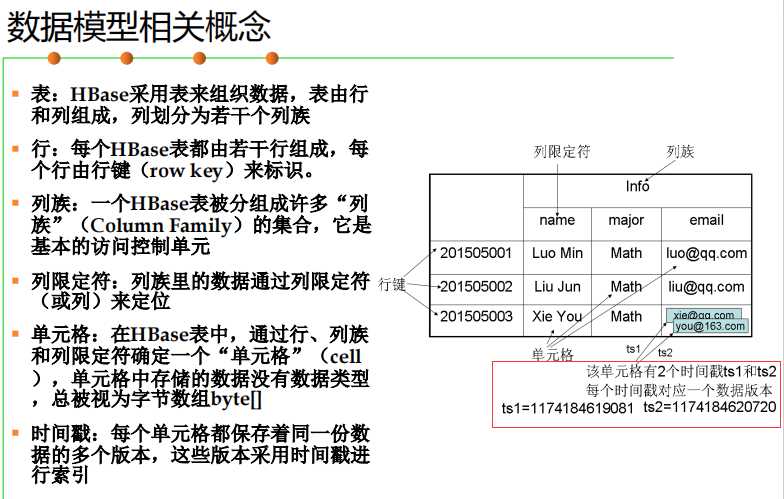 数据模型相关概念
表：HBase采用表来组织数据，表由行
和列组成，列划分为若干个列族
行：每个HBase表都由若干行组成，每
个行由行键（row key）来标识。
列族：一个HBase表被分组成许多“列
族”（Column Family）的集合，它是
基本的访问控制单元
列限定符：列族里的数据通过列限定符
（或列）来定位
单元格：在HBase表中，通过行、列族
和列限定符确定一个“单元格”（cell
），单元格中存储的数据没有数据类型
，总被视为字节数组byte[]
时间戳：每个单元格都保存着同一份数
据的多个版本，这些版本采用时间戳进
行索引
列限定符 列族
Info
name major email
201505001 Luo Min Math luo@qq.com
行键
201505002 Liu Jun Math liu@qq.com
201505003 Xie You Math xie@qq.com
you@163.com
单元格 ts1 ts2
该单元格有2个时间戳ts1和ts2
每个时间戳对应一个数据版本
ts1=1174184619081 ts2=1174184620720